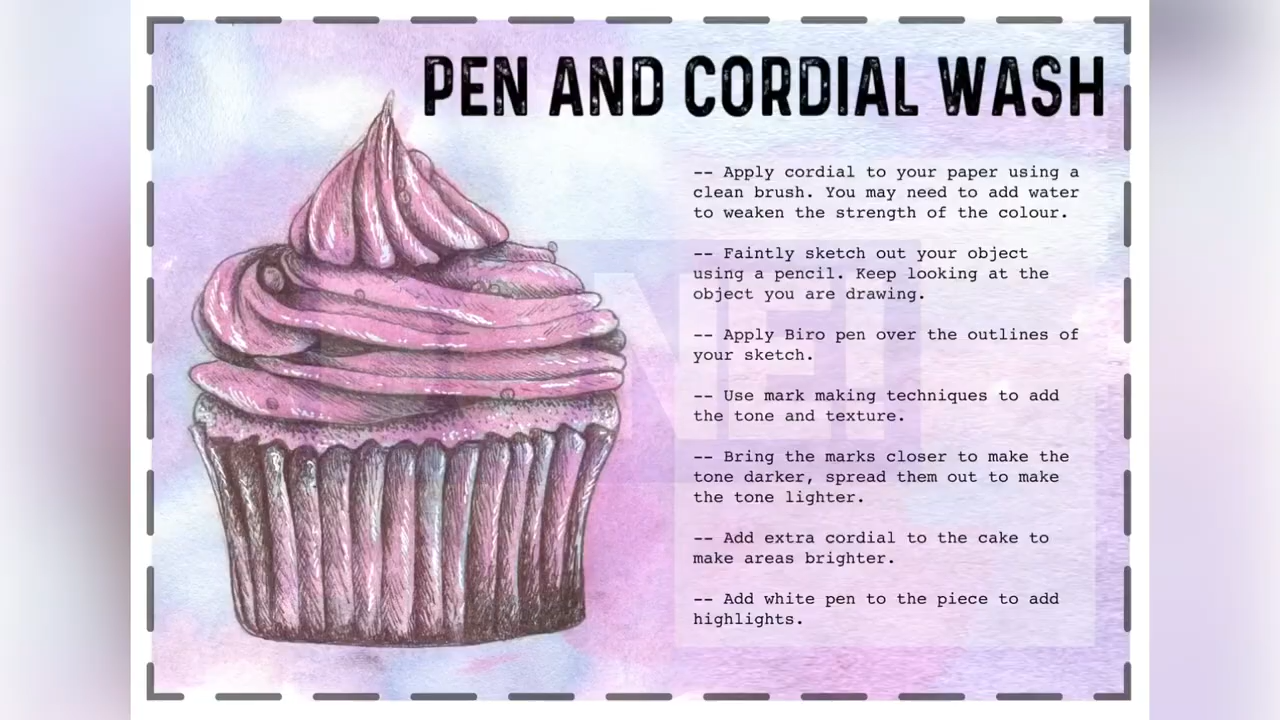 PEN AND CORDIAL WASH
-- Apply cordial to your paper using a
clean brush. You may need to add water
to weaken the strength of the colour.
-- Faintly sketch out your object
using a pencil. Keep looking at the
object you are drawing.
-- Apply Biro pen over the outlines of
your sketch.
-- Use mark making techniques to add
the tone and texture.
-- Bring the marks closer to make the
tone darker, spread them out to make
the tone lighter.
-- Add extra cordial to the cake to
make areas brighter.
-- Add white pen to the piece to add
highlights.